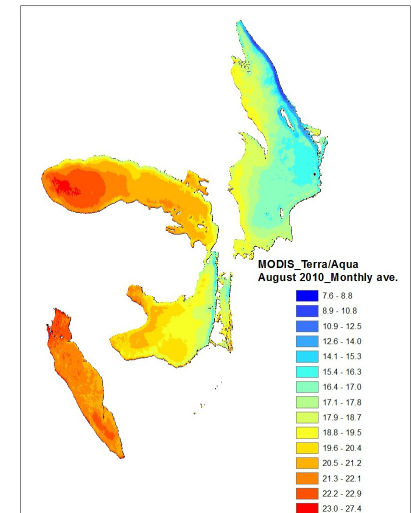 MODIS_Terra/Aqua
August 2010_Monthly ave.
7.6 - 8.8
8.9 - 10.8
10.9 - 12.5
12.6 - 14.0
14.1 - 15.3
15.4 - 16.3
16.4 - 17.0
17.1 - 17.8
17.9 - 18.7
18.8 - 19.5
19.6 - 20.4
20.5 - 21.2
21.3 - 22.1
22.2 - 22.9
23.0 - 27.4